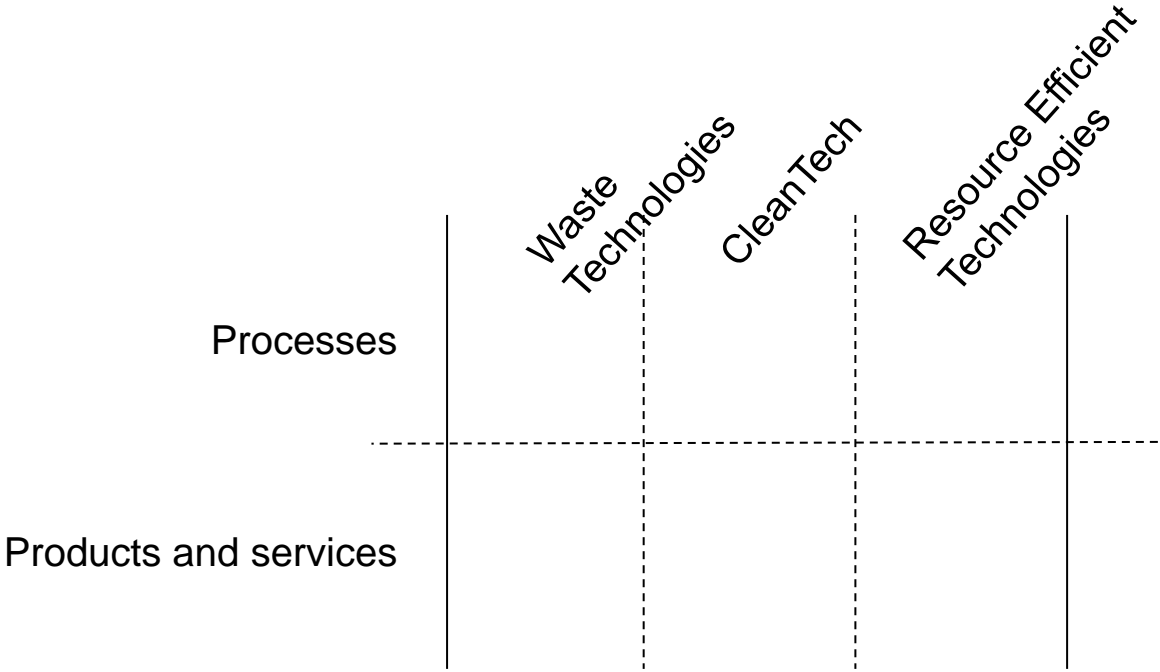 Waste
Technologies
CleanTech
Resource Efficient
Technologies
Processes
Products and services